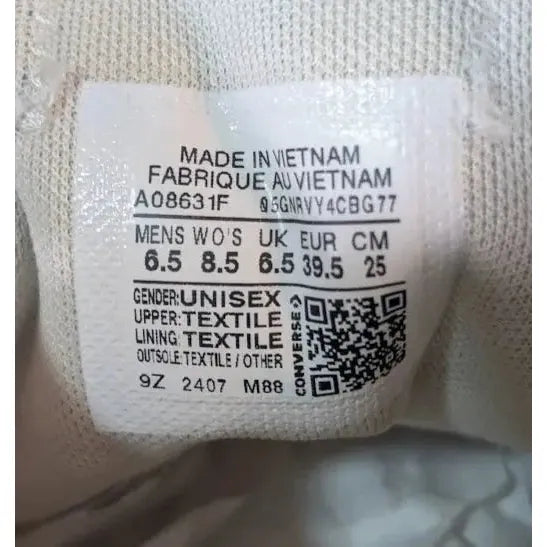 MADE IN VIETNAM
FABRIQUE AU VIETNAM
A08631F 05GNRVY4CBG77
MENS WO'S UK EUR CM
6.5 8.5 6.5 39.5 25
GENDER: UNISEX
UPPER: TEXTILE
LINING: TEXTILE
OUTSOLE: TEXTILE / OTHER
9Z 2407 M88
CONVERSE